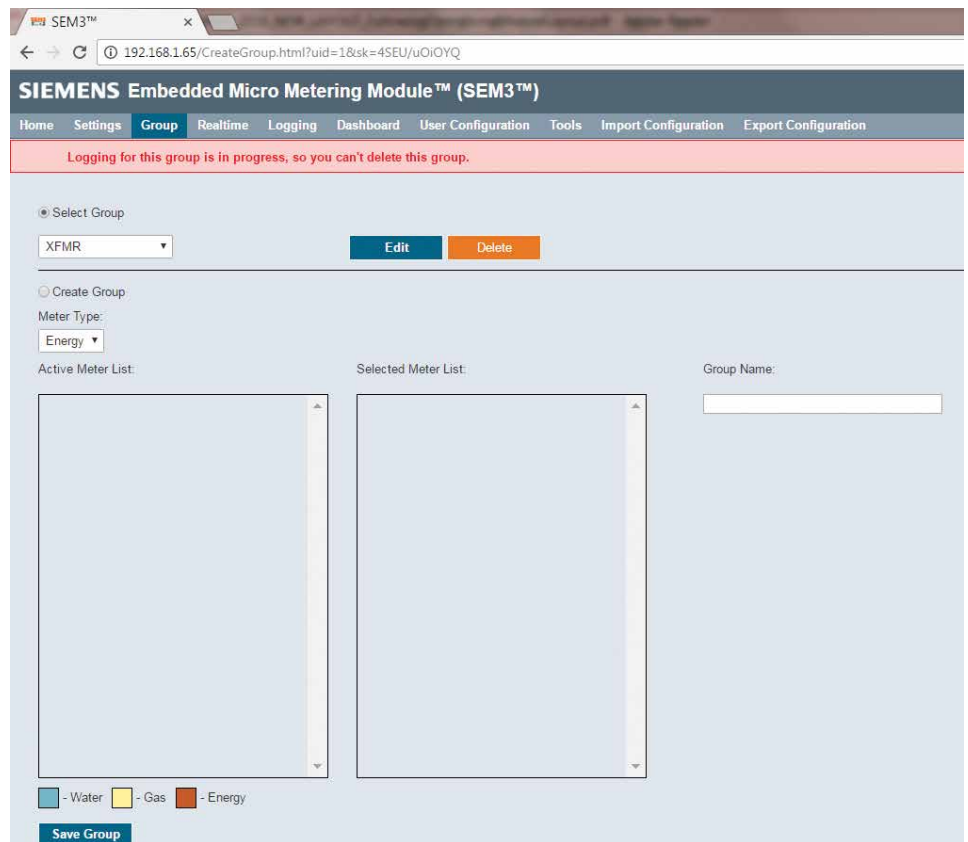 SEM3™
192.168.1.65/CreateGroup.html?uid=1&sk=4SEU/uOiOYQ
SIEMENS Embedded Micro Metering Module™ (SEM3™)
Home Settings Group Realtime Logging Dashboard User Configuration Tools Import Configuration Export Configuration
Logging for this group is in progress, so you can't delete this group.
Select Group
XFMR Edit Delete
Create Group
Meter Type:
Energy
Active Meter List: Selected Meter List: Group Name:
- Water - Gas - Energy
Save Group